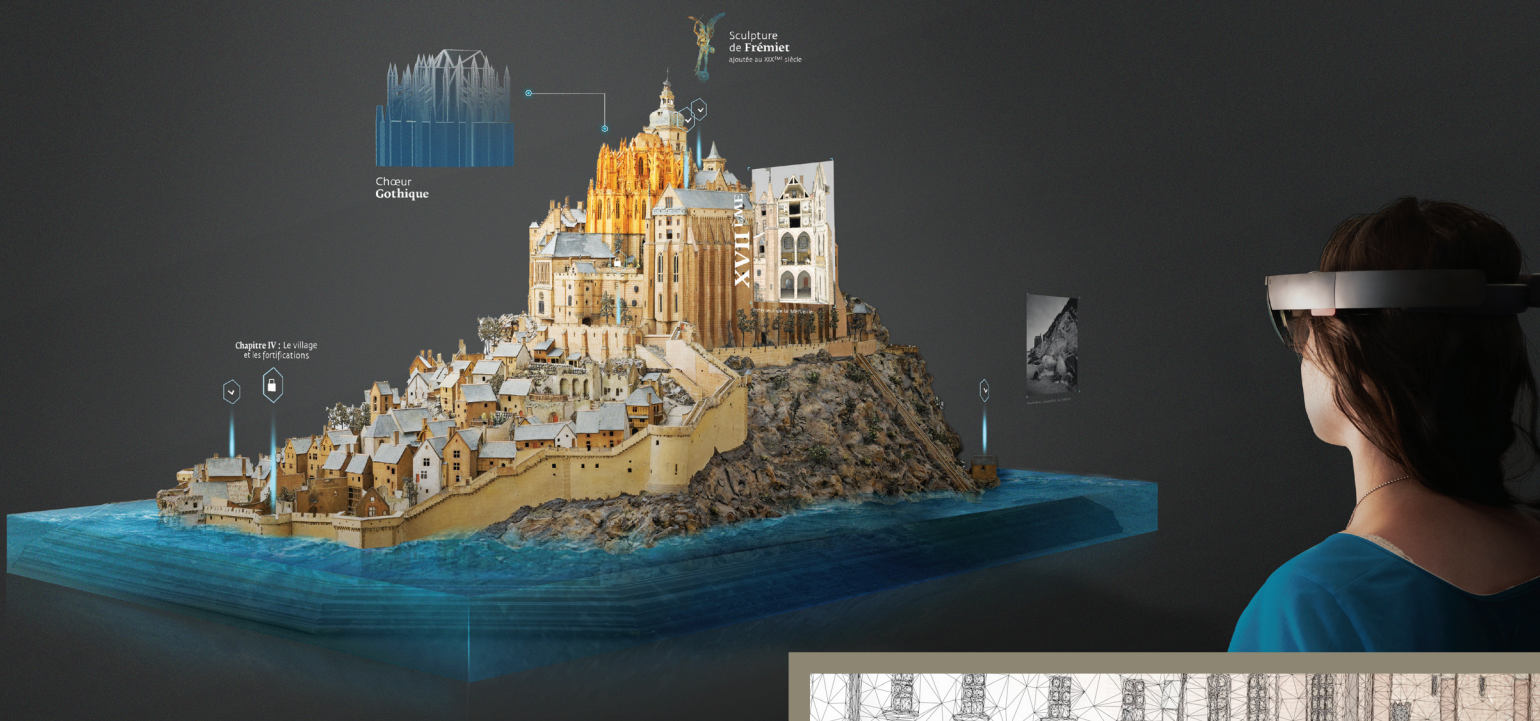 Sculpture
de Frémiet
ajoutée au XIXème siècle
Chœur
Gothique
XVIIÈME
Chapitre IV : Le village
et les fortifications